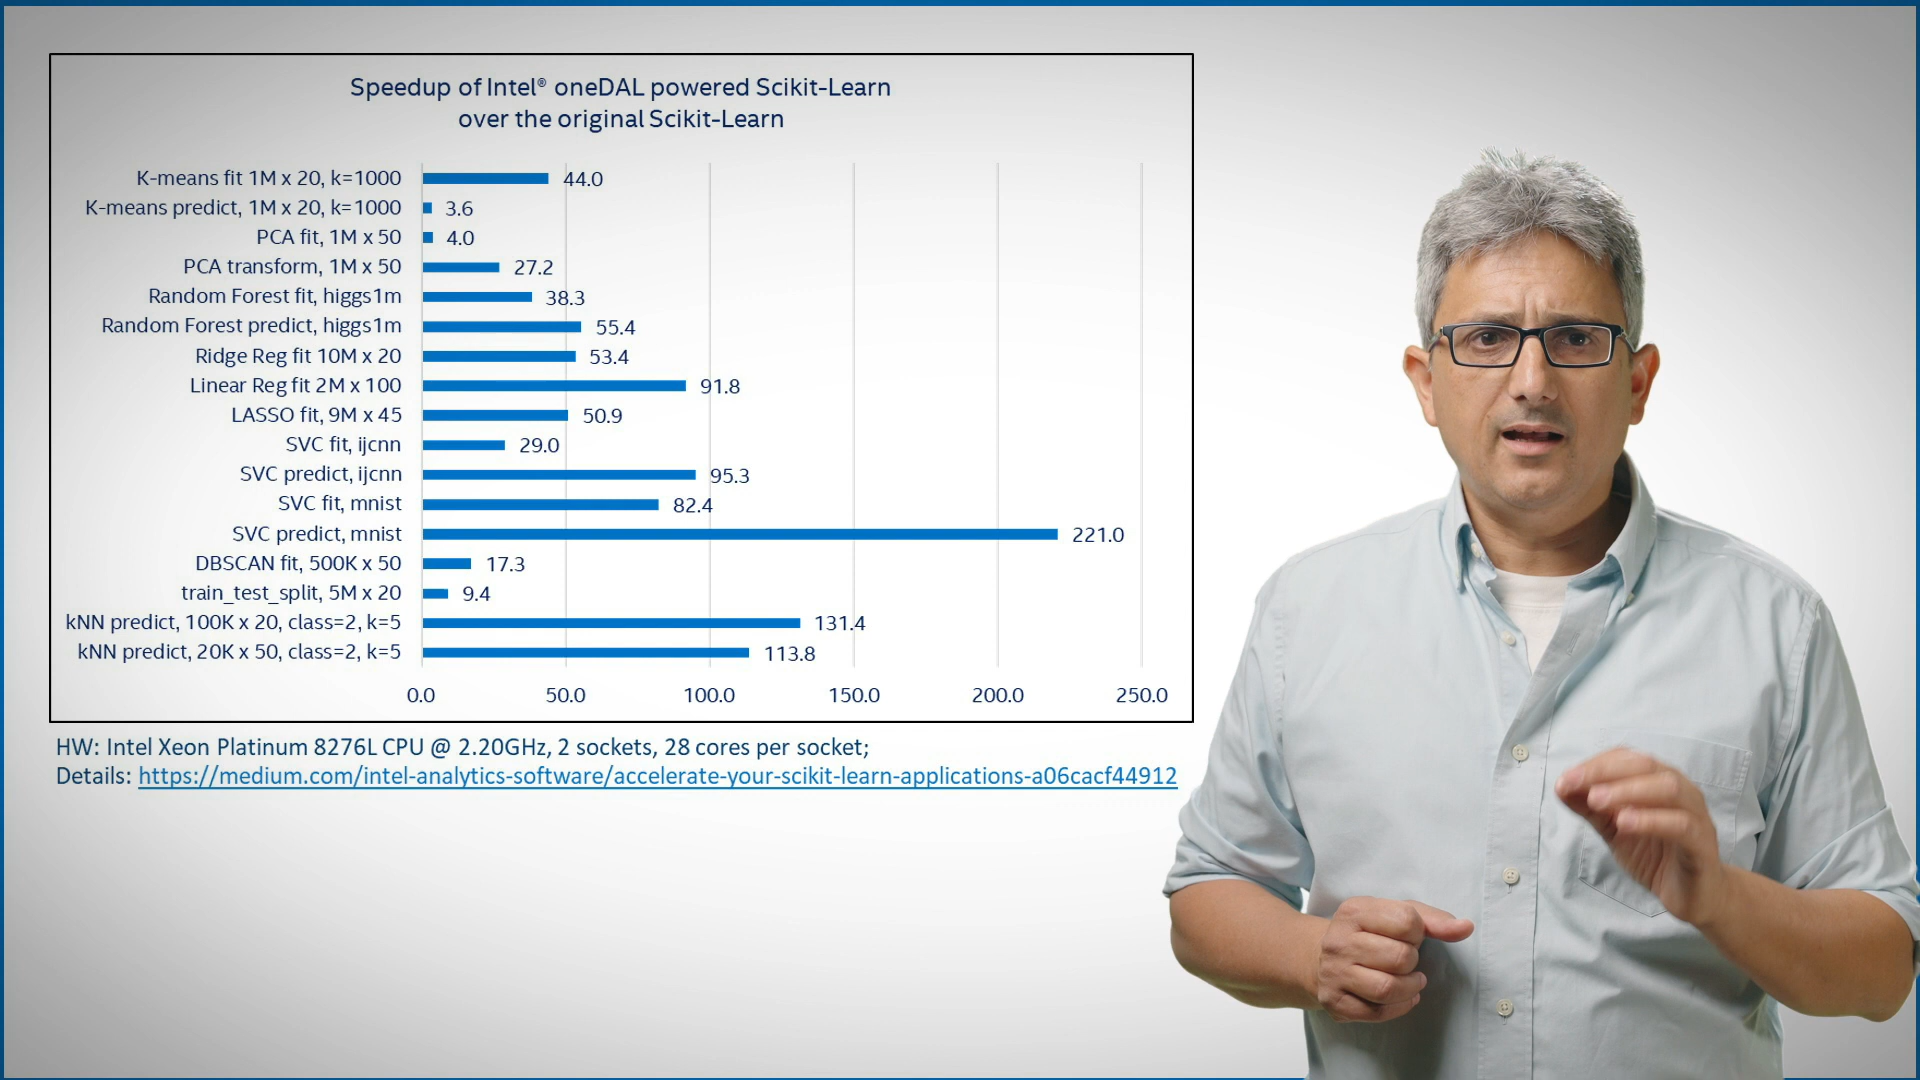 Speedup of Intel® oneDAL powered Scikit-Learn
over the original Scikit-Learn
K-means fit 1M x 20, k=1000 44.0
K-means predict, 1M x 20, k=1000 3.6
PCA fit, 1M x 50 4.0
PCA transform, 1M x 50 27.2
Random Forest fit, higgs1m 38.3
Random Forest predict, higgs1m 55.4
Ridge Reg fit 10M x 20 53.4
Linear Reg fit 2M x 100 91.8
LASSO fit, 9M x 45 50.9
SVC fit, ijcnn 29.0
SVC predict, ijcnn 95.3
SVC fit, mnist 82.4
SVC predict, mnist 221.0
DBSCAN fit, 500K x 50 17.3
train_test_split, 5M x 20 9.4
kNN predict, 100K x 20, class=2, k=5 131.4
kNN predict, 20K x 50, class=2, k=5 113.8
0.0 50.0 100.0 150.0 200.0 250.0
HW: Intel Xeon Platinum 8276L CPU @ 2.20GHz, 2 sockets, 28 cores per socket;
Details: https://medium.com/intel-analytics-software/accelerate-your-scikit-learn-applications-a06cacf44912